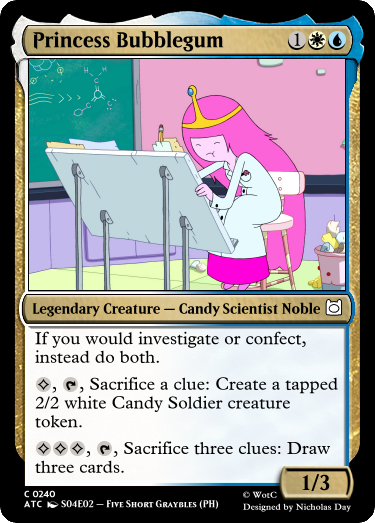 Princess Bubblegum 1
Legendary Creature — Candy Scientist Noble
If you would investigate or confect,
instead do both.
, , Sacrifice a clue: Create a tapped
2/2 white Candy Soldier creature
token.
, , Sacrifice three clues: Draw
three cards.
1/3
C 0240
ATC S04E02 – Five Short Graybles (PH)
© WotC
Designed by Nicholas Day